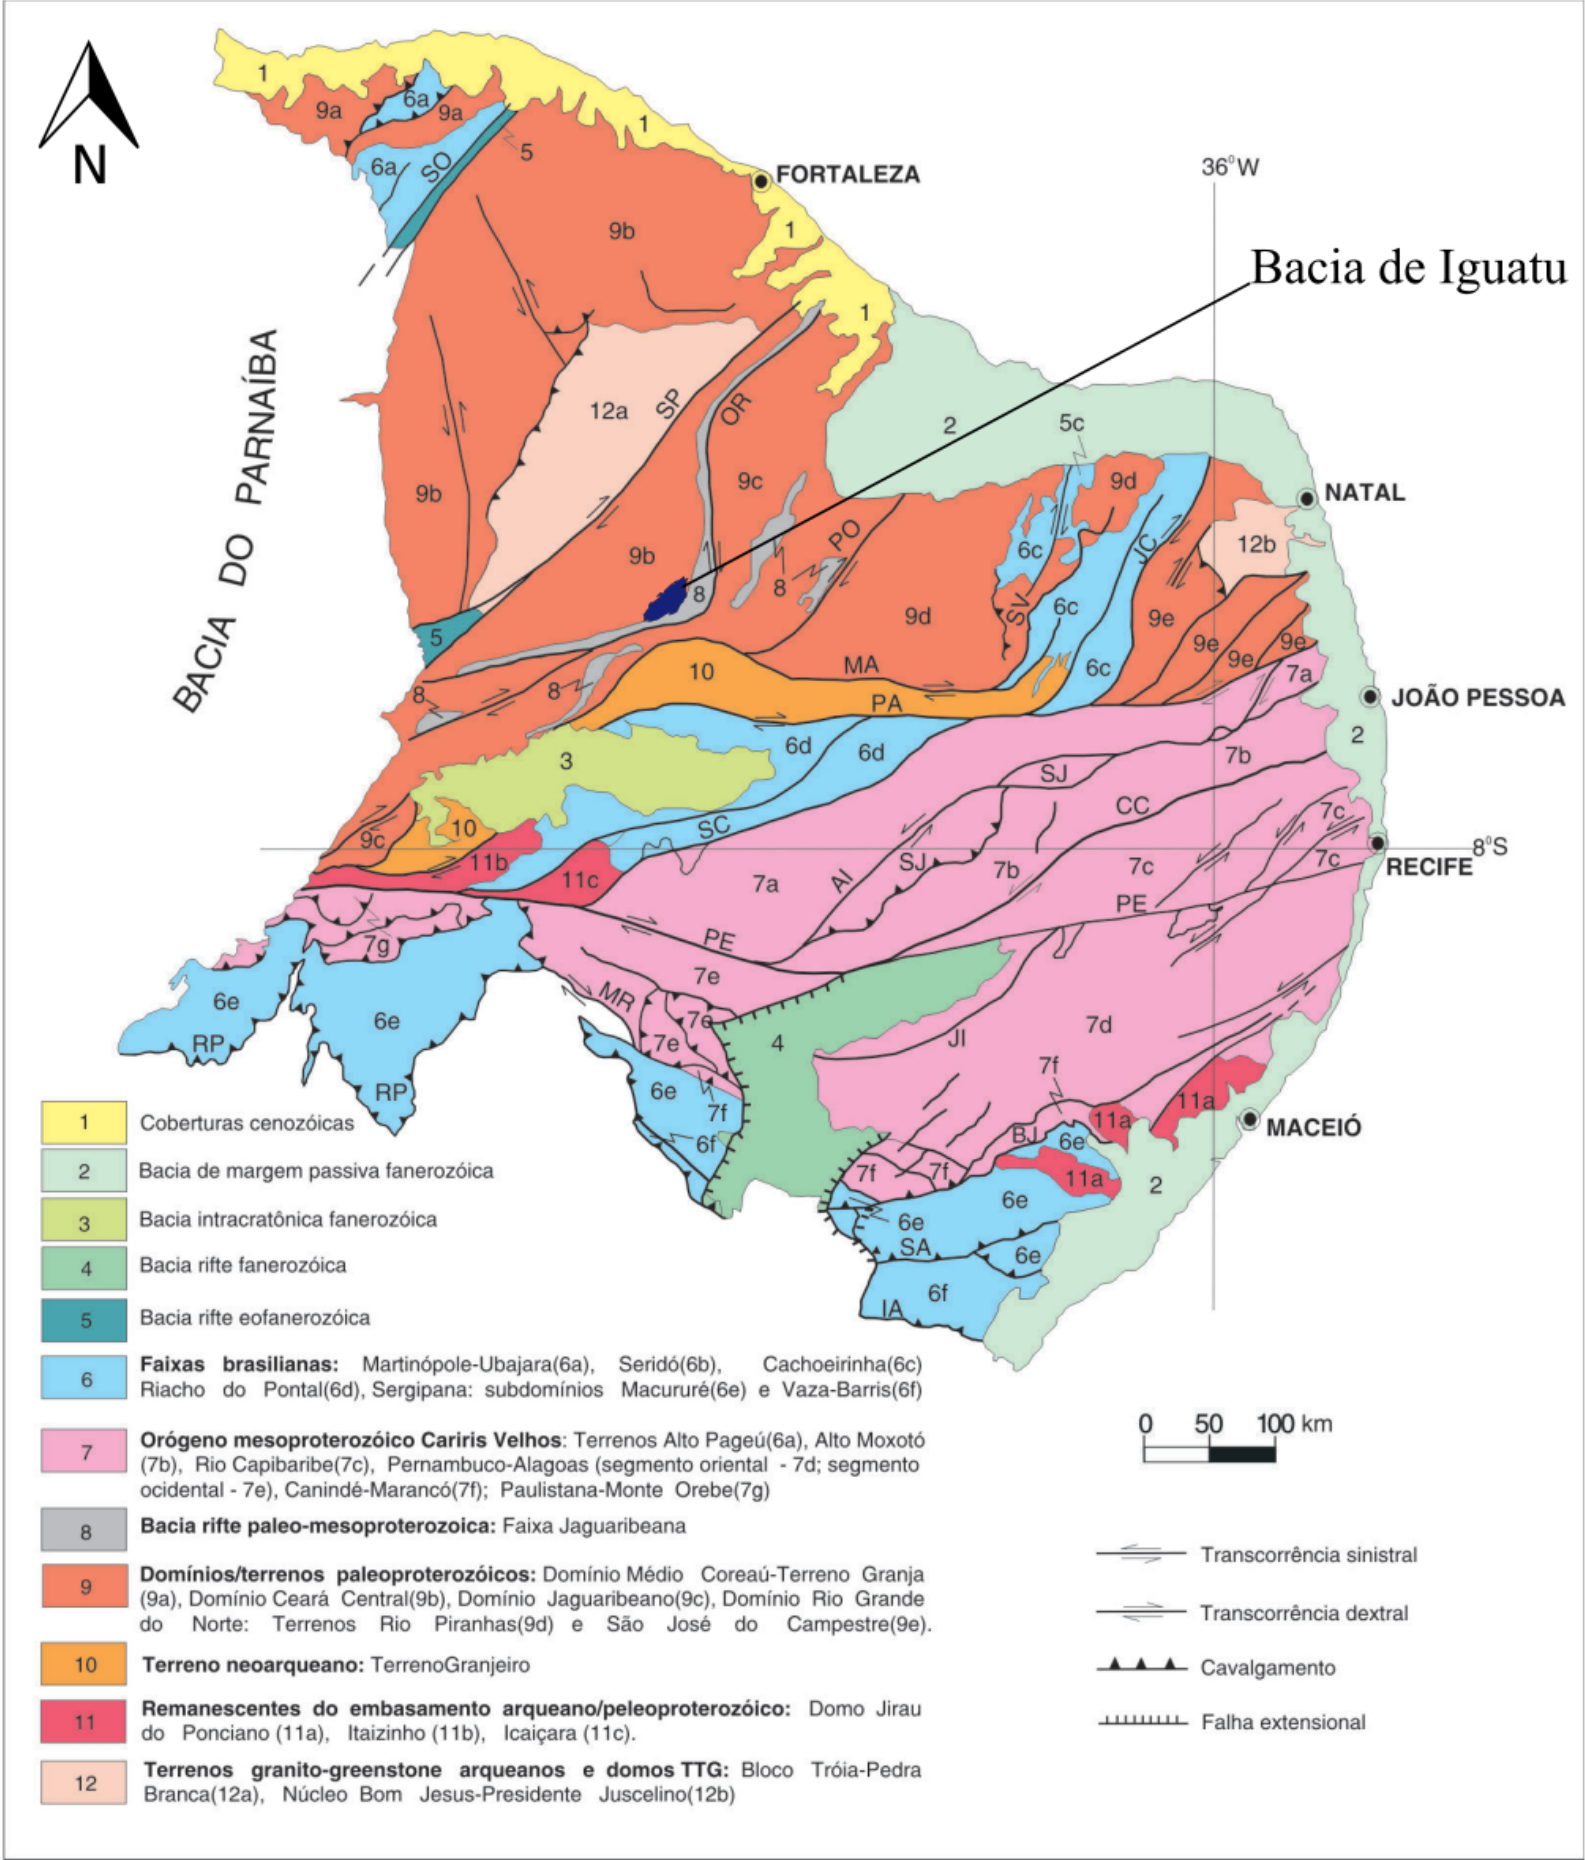 N
1
9a
6a
9a
6a
SO
5
1
FORTALEZA
36°W
9b
1
Bacia de Iguatu
1
BACIA DO PARNAÍBA
12a
SP
OR
2
5c
9b
9c
9d
NATAL
PO
6c
JC
12b
9b
8
8
9d
SV
6c
9e
9e
9e
9e
5
10
MA
6c
7a
8
8
PA
JOÃO PESSOA
3
6d
6d
7b
2
SJ
CC
7c
9c
10
SC
8°S
11b
11c
7a
AI
SJ
7b
7c
7c
RECIFE
PE
7g
PE
7e
6e
MR
6e
7e
7e
4
JI
7d
RP
RP
6e
7f
7f
11a
11a
MACEIÓ
6f
BJ
6e
7f
7f
11a
2
6e
6e
SA
6e
6f
IA
1 Coberturas cenozóicas
2 Bacia de margem passiva fanerozóica
3 Bacia intracratônica fanerozóica
4 Bacia rifte fanerozóica
5 Bacia rifte eofanerozóica
6 Faixas brasilianas: Martinópole-Ubajara(6a), Seridó(6b), Cachoeirinha(6c)
Riacho do Pontal(6d), Sergipana: subdomínios Macururé(6e) e Vaza-Barris(6f)
7 Orógeno mesoproterozóico Cariris Velhos: Terrenos Alto Pageú(6a), Alto Moxotó
(7b), Rio Capibaribe(7c), Pernambuco-Alagoas (segmento oriental - 7d; segmento
ocidental - 7e), Canindé-Marancó(7f); Paulistana-Monte Orebe(7g)
8 Bacia rifte paleo-mesoproterozoica: Faixa Jaguaribeana
9 Domínios/terrenos paleoproterozóicos: Domínio Médio Coreaú-Terreno Granja
(9a), Domínio Ceará Central(9b), Domínio Jaguaribeano(9c), Domínio Rio Grande
do Norte: Terrenos Rio Piranhas(9d) e São José do Campestre(9e).
10 Terreno neoarqueano: TerrenoGranjeiro
11 Remanescentes do embasamento arqueano/peleoproterozóico: Domo Jirau
do Ponciano (11a), Itaizinho (11b), Icaiçara (11c).
12 Terrenos granito-greenstone arqueanos e domos TTG: Bloco Tróia-Pedra
Branca(12a), Núcleo Bom Jesus-Presidente Juscelino(12b)
0 50 100 km
Transcorrência sinistral
Transcorrência dextral
Cavalgamento
Falha extensional